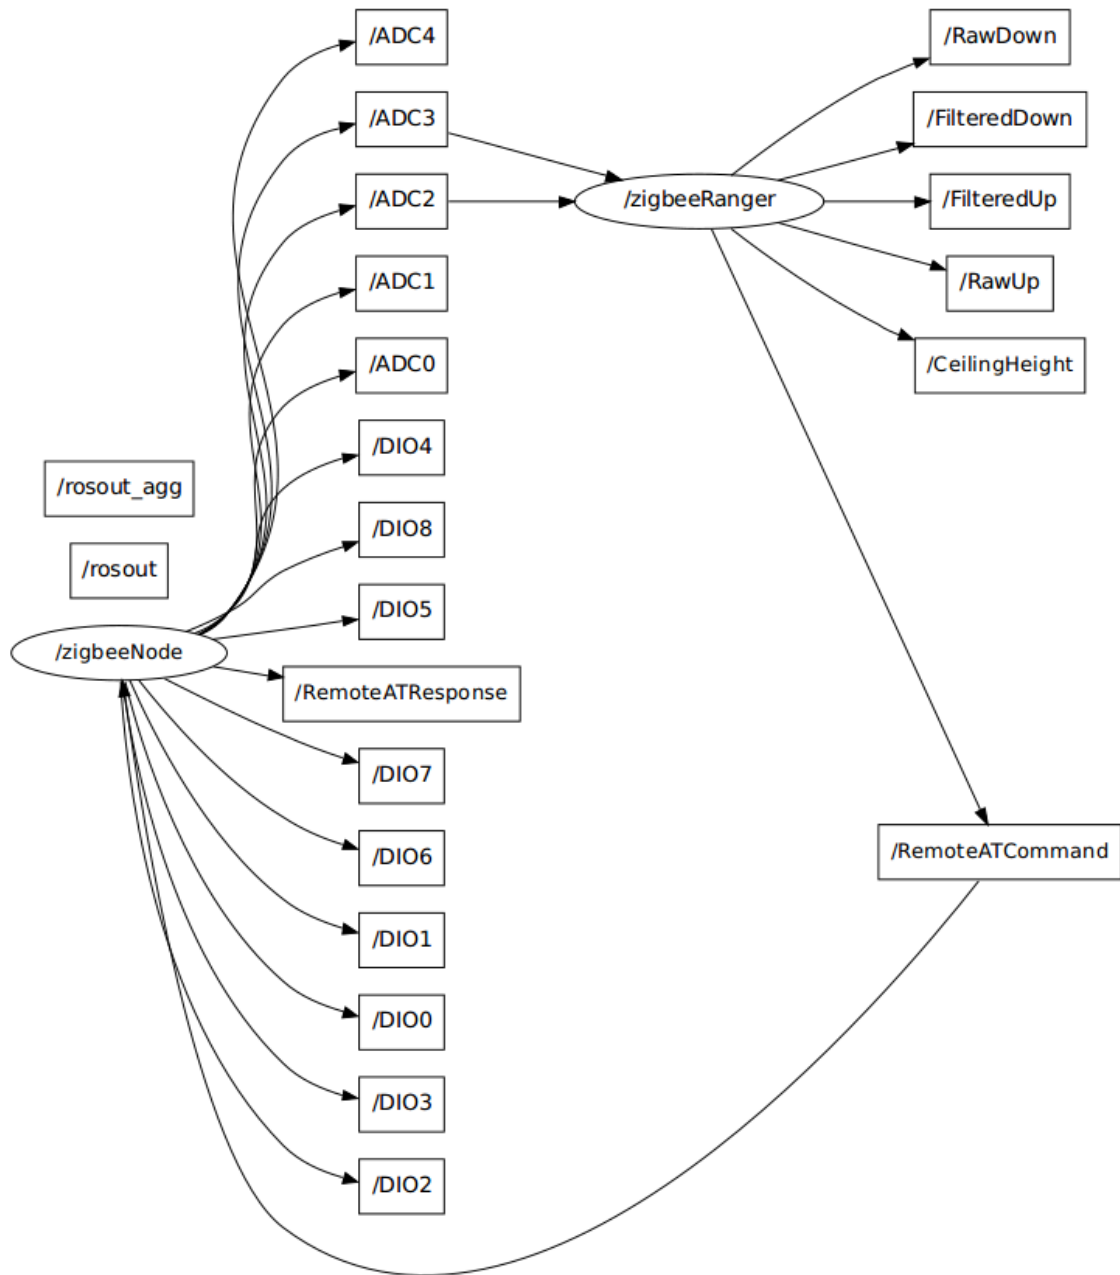 /ADC4
/RawDown
/ADC3
/FilteredDown
/ADC2
/zigbeeRanger
/FilteredUp
/ADC1
/RawUp
/ADC0
/CeilingHeight
/DIO4
/rosout_agg
/DIO8
/rosout
/DIO5
/zigbeeNode
/RemoteATResponse
/DIO7
/DIO6
/RemoteATCommand
/DIO1
/DIO0
/DIO3
/DIO2